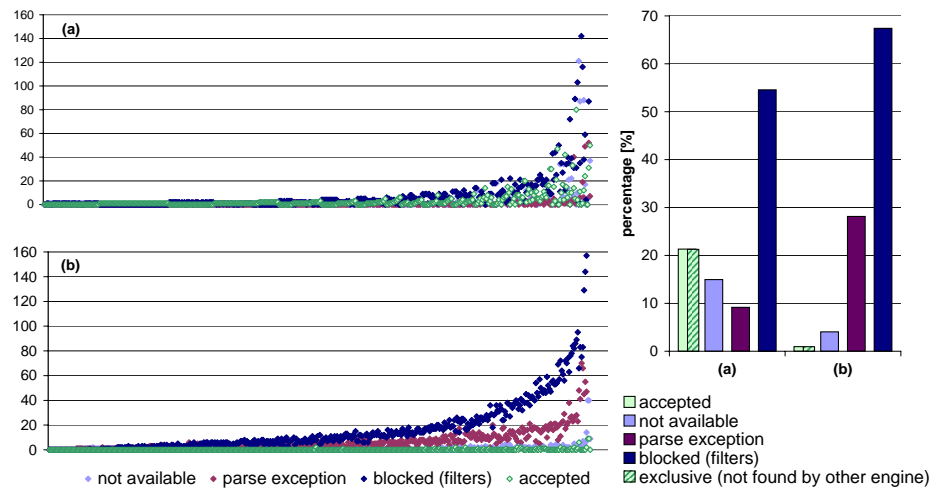 (a)
160
140
120
100
80
60
40
20
0
(b)
160
140
120
100
80
60
40
20
0
not available parse exception blocked (filters) accepted
percentage [%]
70
60
50
40
30
20
10
0
(a) (b)
accepted
not available
parse exception
blocked (filters)
exclusive (not found by other engine)